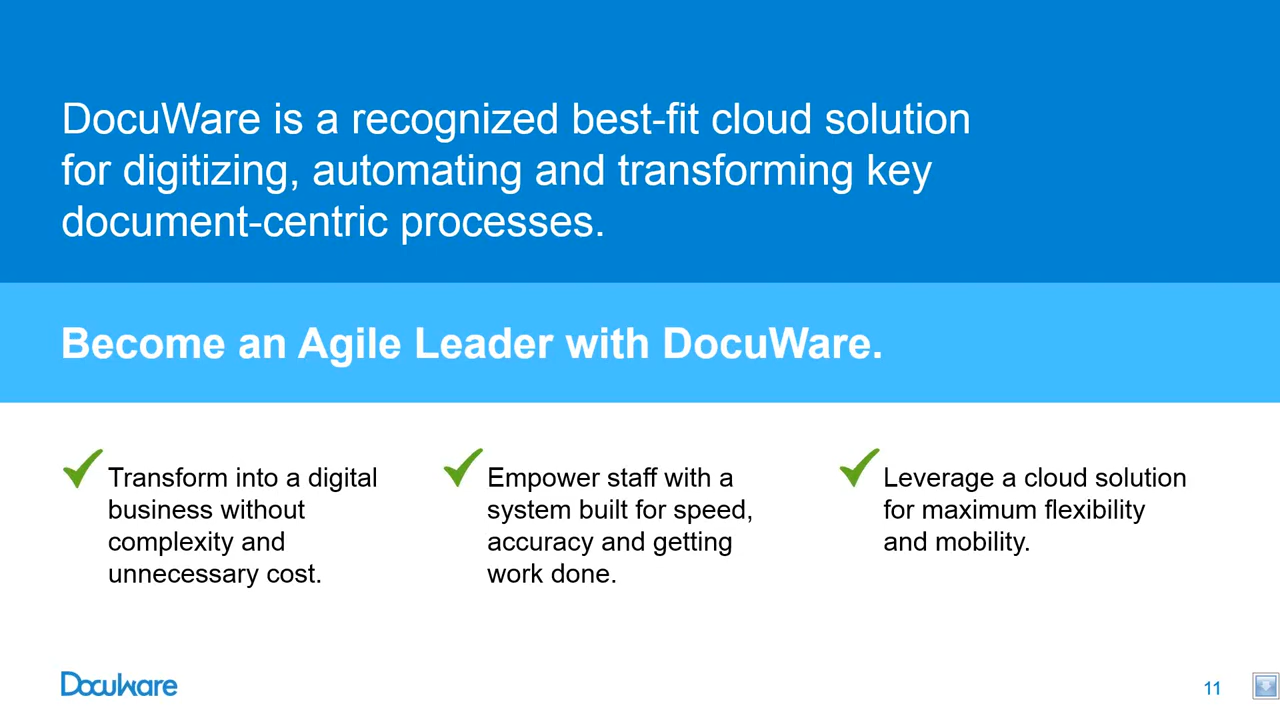 DocuWare is a recognized best-fit cloud solution
for digitizing, automating and transforming key
document-centric processes.
Become an Agile Leader with DocuWare.
Transform into a digital
business without
complexity and
unnecessary cost.
Empower staff with a
system built for speed,
accuracy and getting
work done.
Leverage a cloud solution
for maximum flexibility
and mobility.
DocuWare
11